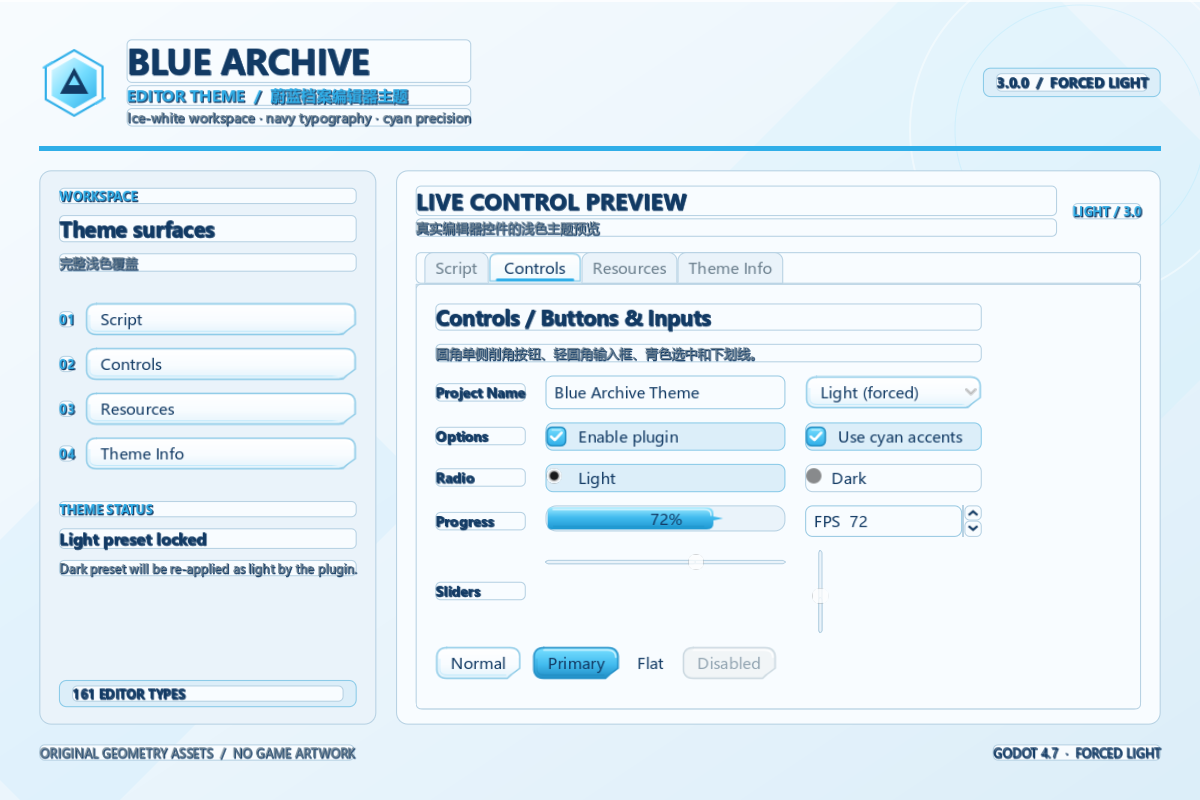 BLUE ARCHIVE
EDITOR THEME / 蔚蓝档案编辑器主题
Ice-white workspace · navy typography · cyan precision
3.0.0 / FORCED LIGHT
WORKSPACE
Theme surfaces
完整浅色覆盖
01 Script
02 Controls
03 Resources
04 Theme Info
THEME STATUS
Light preset locked
Dark preset will be re-applied as light by the plugin.
161 EDITOR TYPES
LIVE CONTROL PREVIEW
真实编辑器控件的浅色主题预览
LIGHT / 3.0
Script Controls Resources Theme Info
Controls / Buttons & Inputs
圆角单侧削角按钮、轻圆角输入框、青色选中和下划线。
Project Name Blue Archive Theme Light (forced)
Options Enable plugin Use cyan accents
Radio Light Dark
Progress 72% FPS 72
Sliders
Normal Primary Flat Disabled
ORIGINAL GEOMETRY ASSETS / NO GAME ARTWORK
GODOT 4.7 · FORCED LIGHT